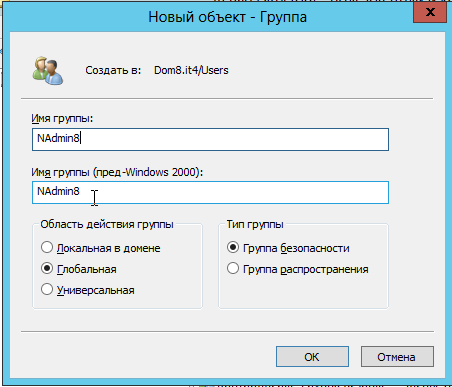 Новый объект - Группа
x
Создать в: Dom8.it4/Users
Имя группы:
NAdmin8
Имя группы (пред-Windows 2000):
NAdmin8
Область действия группы
Локальная в домене
Глобальная
Универсальная
Тип группы
Группа безопасности
Группа распространения
OK
Отмена